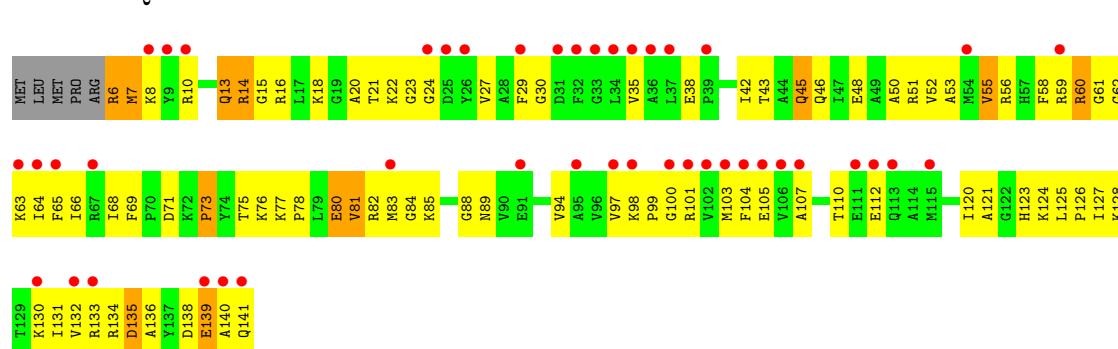 MET LEU MET PRO ARG R6 M7 K8 Y9 R10 Q13 R14 G15 R16 L17 K18 G19 A20 T21 K22 G23 G24 D25 Y26 V27 A28 F29 G30 D31 F32 G33 L34 V35 A36 L37 E38 P39 I42 T43 A44 Q45 Q46 I47 E48 A49 A50 R51 V52 A53 M54 V55 R56 H57 F58 R59 R60 G61
K63 I64 F65 I66 R67 I68 F69 P70 D71 K72 P73 Y74 T75 K76 K77 P78 L79 E80 V81 R82 M83 G84 K85 G88 N89 V90 E91 V94 A95 V96 V97 K98 P99 G100 R101 V102 M103 F104 E105 V106 A107 T110 E111 E112 Q113 A114 M115 I120 A121 G122 H123 K124 L125 P126 I127
T129 K130 I131 V132 R133 R134 D135 A136 Y137 D138 E139 A140 Q141